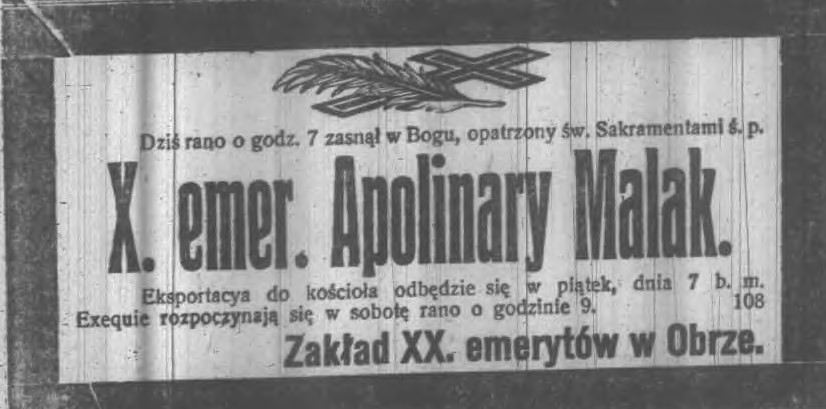 Dziś rano o godz. 7 zasnął w Bogu, opatrzony św. Sakramentami ś. p.
X. emer. Apolinary Malak.
Eksportacya do kościoła odbędzie się w piątek, dnia 7 b. m.
Exequie rozpoczynają się w sobotę rano o godzinie 9. 108
Zakład XX. emerytów w Obrze.